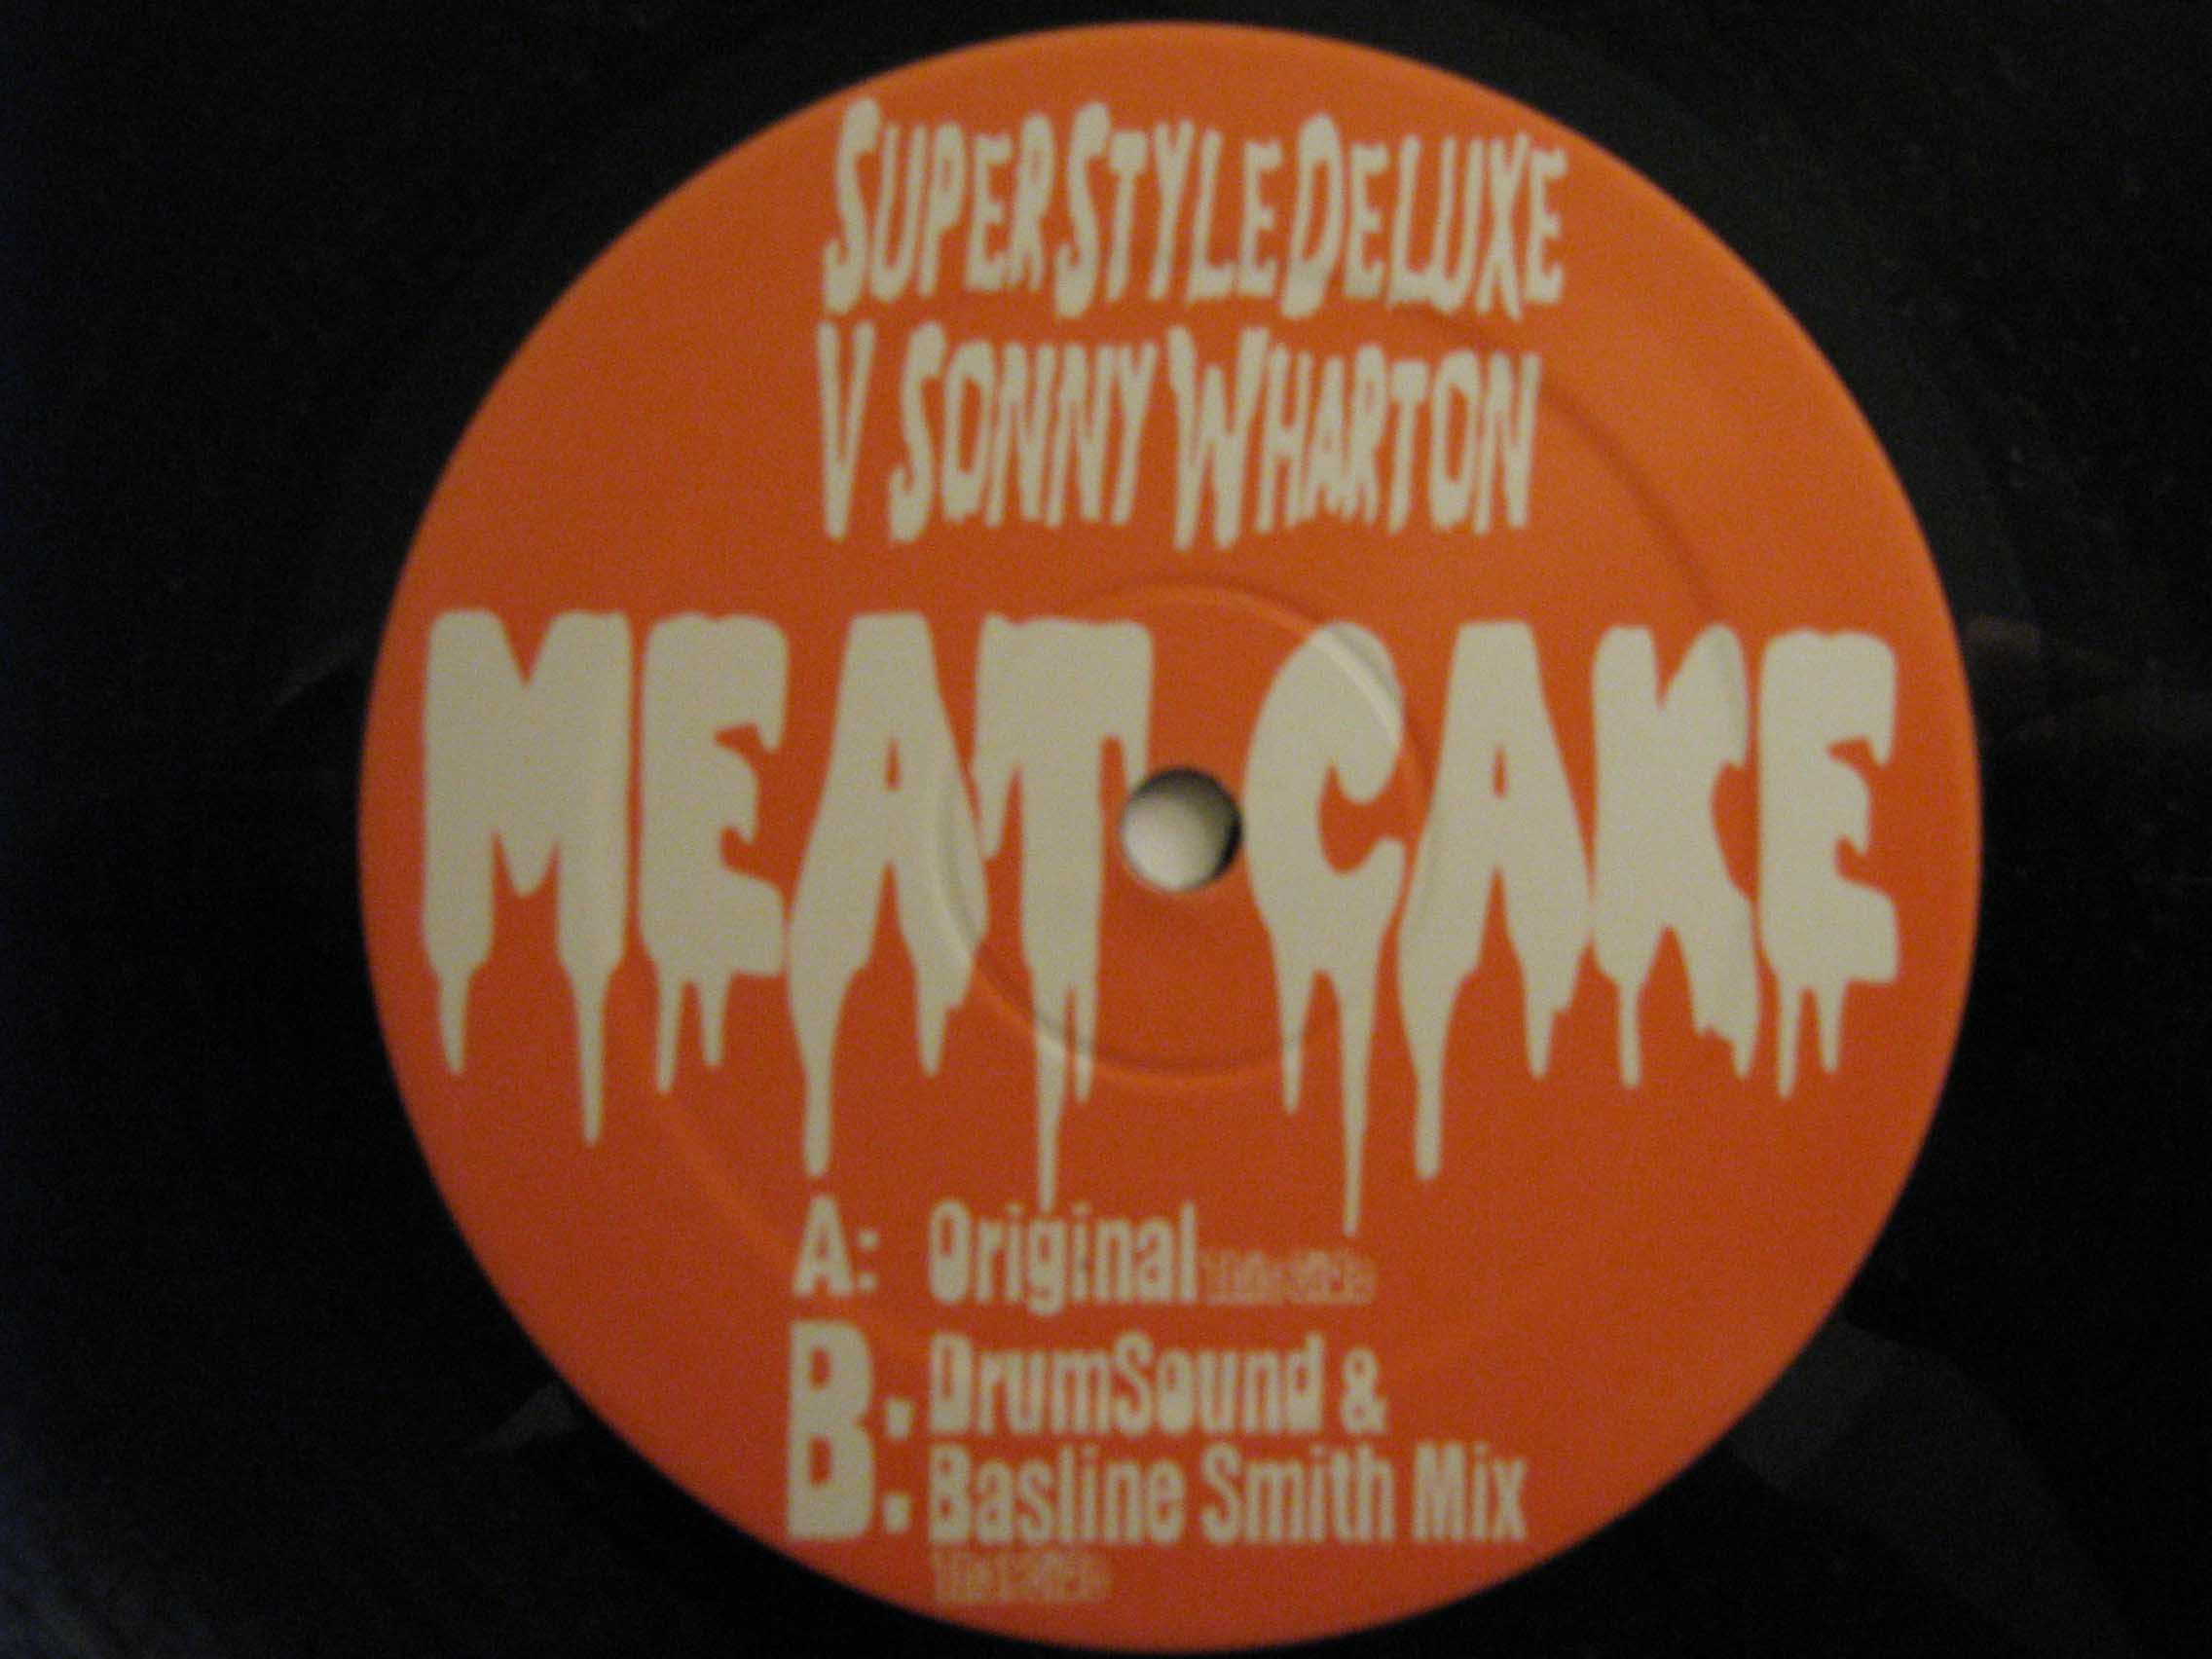 SUPERSTYLEDELUXE
V SONNY WHARTON
MEAT CAKE
A: Original
B: DrumSound &
Basline Smith Mix